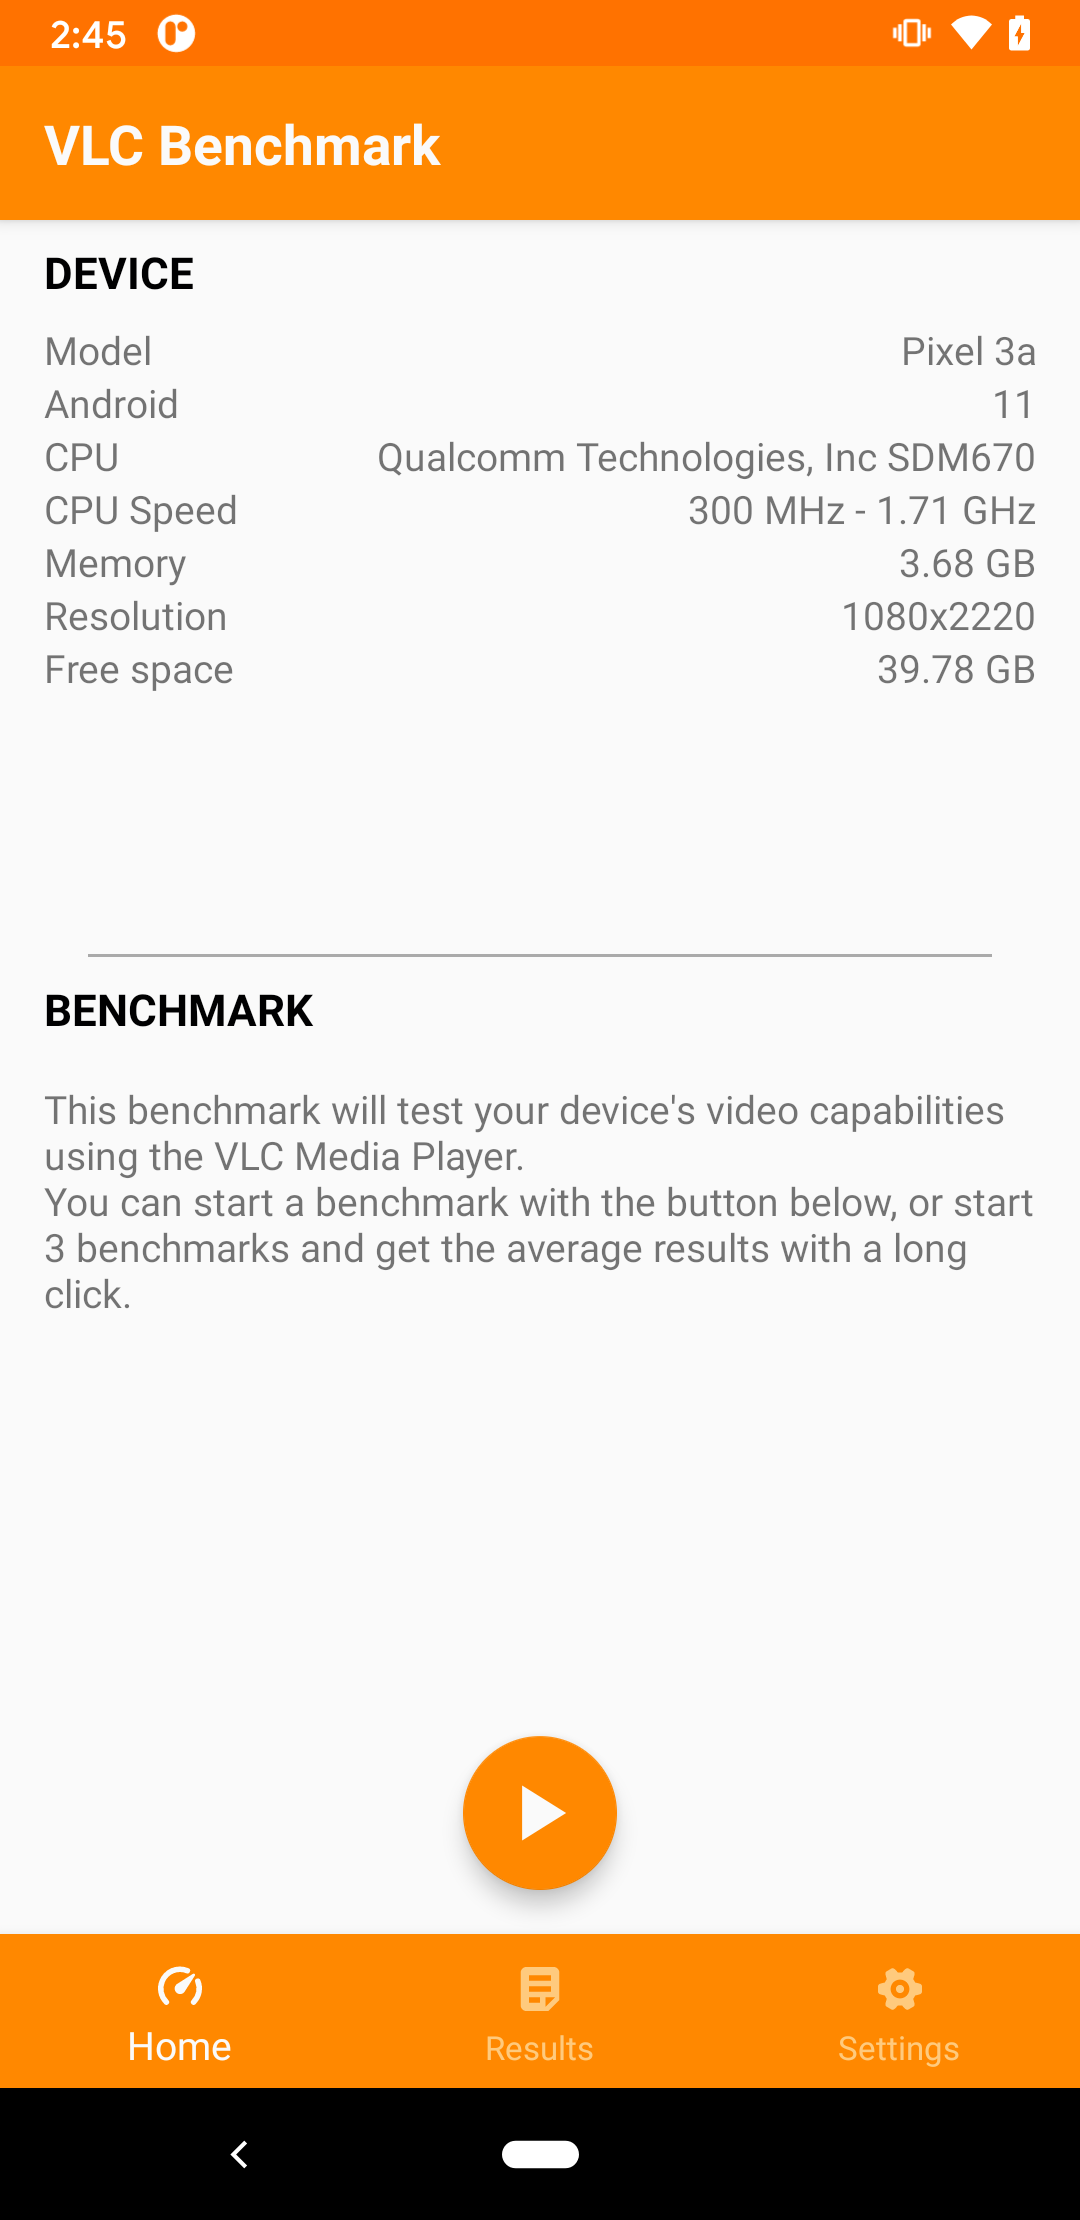 2:45
VLC Benchmark
DEVICE
Model Pixel 3a
Android 11
CPU Qualcomm Technologies, Inc SDM670
CPU Speed 300 MHz - 1.71 GHz
Memory 3.68 GB
Resolution 1080x2220
Free space 39.78 GB
BENCHMARK
This benchmark will test your device's video capabilities
using the VLC Media Player.
You can start a benchmark with the button below, or start
3 benchmarks and get the average results with a long
click.
Home Results Settings